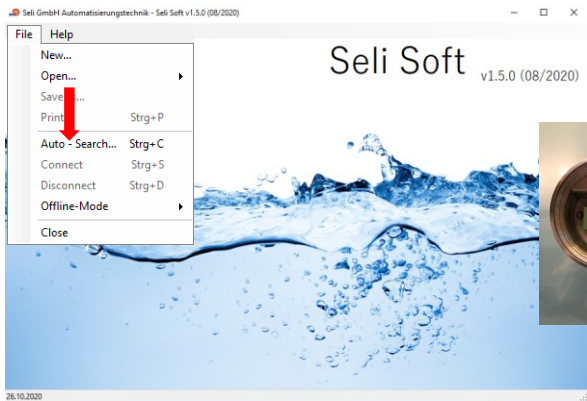 Seli GmbH Automatisierungstechnik - Seli Soft v1.5.0 (08/2020)
File Help
New...
Open...
Print Strg+P
Auto - Search... Strg+C
Connect Strg+S
Disconnect Strg+D
Offline-Mode
Close
Seli Soft v1.5.0 (08/2020)
26.10.2020